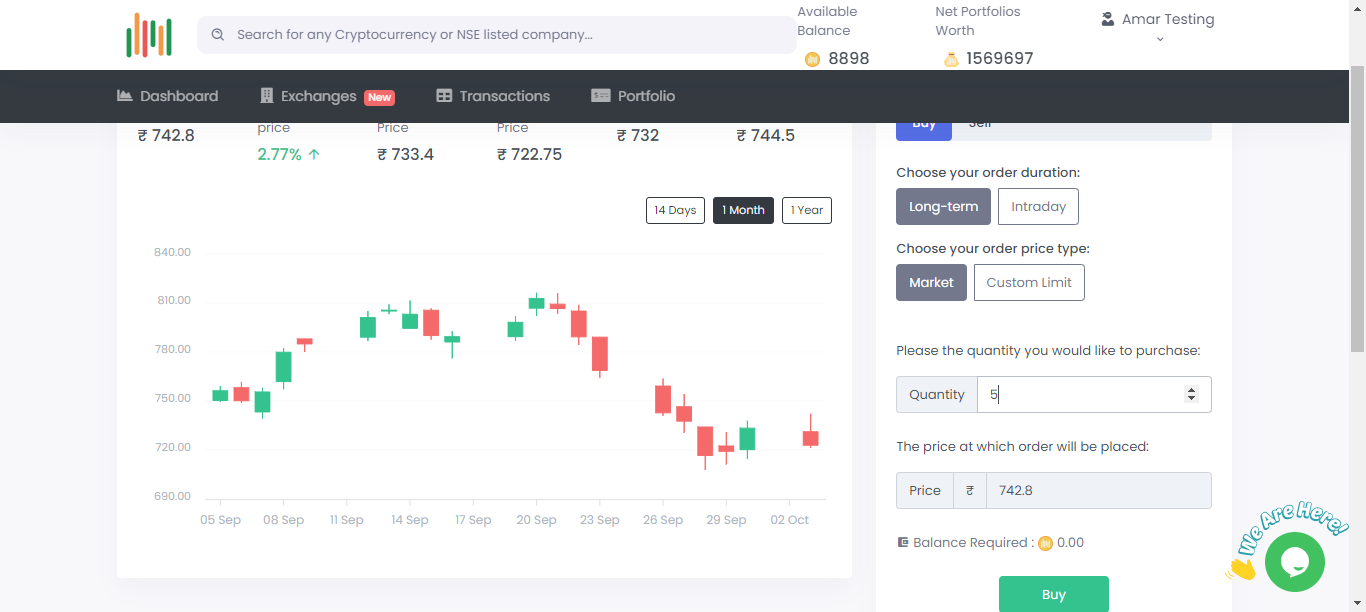 Search for any Cryptocurrency or NSE listed company...
Available
Balance
8898
Net Portfolios
Worth
1569697
Amar Testing
Dashboard
Exchanges New
Transactions
Portfolio
₹ 742.8
price
2.77% ↑
Price
₹ 733.4
Price
₹ 722.75
₹ 732
₹ 744.5
14 Days
1 Month
1 Year
840.00
810.00
780.00
750.00
720.00
690.00
05 Sep
08 Sep
11 Sep
14 Sep
17 Sep
20 Sep
23 Sep
26 Sep
29 Sep
02 Oct
Buy
Sell
Choose your order duration:
Long-term
Intraday
Choose your order price type:
Market
Custom Limit
Please the quantity you would like to purchase:
Quantity
5
The price at which order will be placed:
Price
₹
742.8
Balance Required : 0.00
Buy
We Are Here!